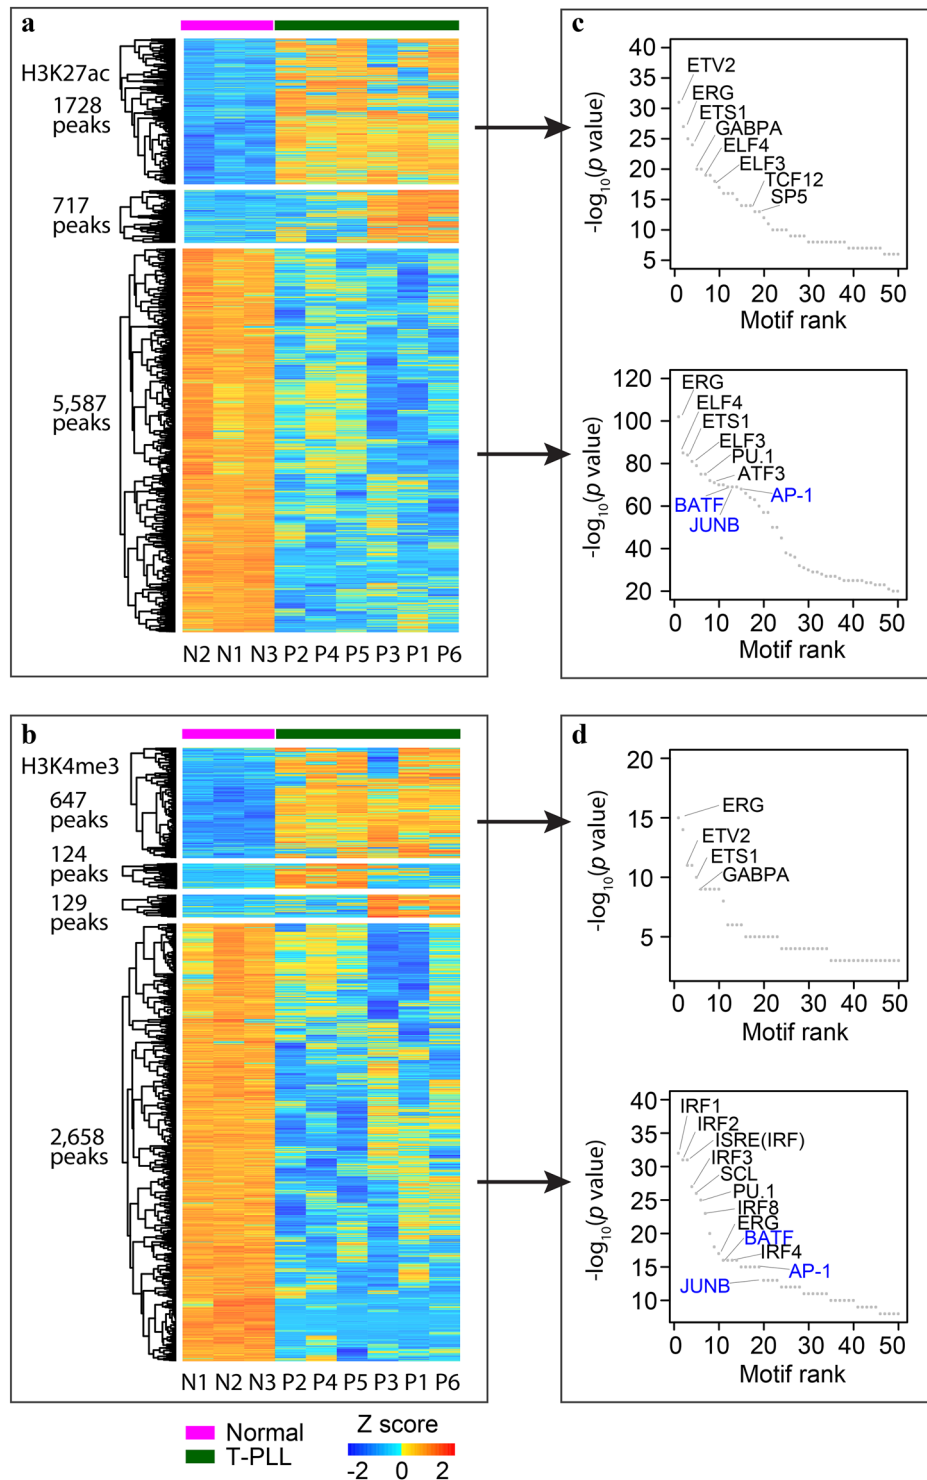 a
H3K27ac
1728
peaks
717
peaks
5,587
peaks
N2 N1 N3 P2 P4 P5 P3 P1 P6
c
-log10(p value)
40
35
30
25
20
15
10
5
ETV2
ERG
ETS1
GABPA
ELF4
ELF3
TCF12
SP5
0 10 20 30 40 50
Motif rank
-log10(p value)
120
100
80
60
40
20
ERG
ELF4
ETS1
ELF3
PU.1
ATF3
BATF
AP-1
JUNB
0 10 20 30 40 50
Motif rank
b
H3K4me3
647
peaks
124
peaks
129
peaks
2,658
peaks
N1 N2 N3 P2 P4 P5 P3 P1 P6
Normal
T-PLL
Z score
-2 0 2
d
-log10(p value)
20
15
10
5
ERG
ETV2
ETS1
GABPA
0 10 20 30 40 50
Motif rank
-log10(p value)
40
35
30
25
20
15
10
IRF1
IRF2
ISRE(IRF)
IRF3
SCL
PU.1
IRF8
ERG
BATF
IRF4
AP-1
JUNB
0 10 20 30 40 50
Motif rank